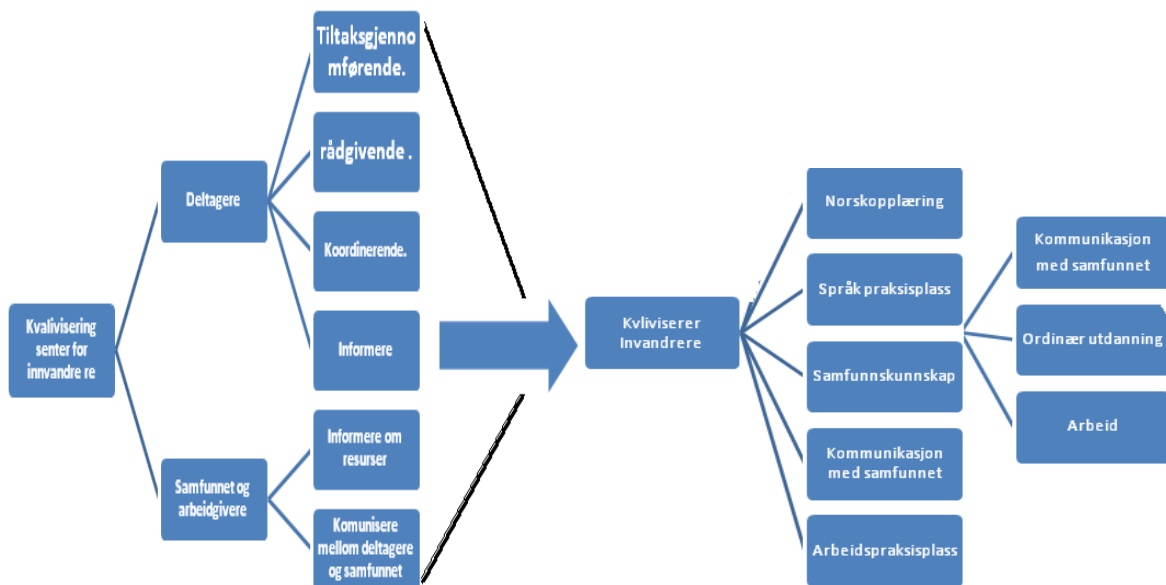 Kvalivisering
senter for
innvandre re
Deltagere
Samfunnet og
arbeidgivere
Tiltaksgjenno
mførende.
rådgivende .
Koordinerende.
Informere
Informere om
resurser
Komunisere
mellom deltagere
og samfunnet
Kvliviserer
Invandrere
Norskopplæring
Språk praksisplass
Samfunnskunnskap
Kommunikasjon
med samfunnet
Arbeidspraksisplass
Kommunikasjon
med samfunnet
Ordinær utdanning
Arbeid